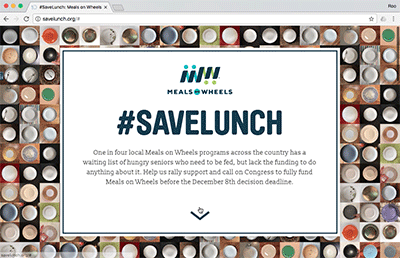 #SaveLunch: Meals on Wheels
Roo
savelunch.org/#
MEALS ON WHEELS
#SAVELUNCH
One in four local Meals on Wheels programs across the country has a
waiting list of hungry seniors who need to be fed, but lack the funding to do
anything about it. Help us rally support and call on Congress to fully fund
Meals on Wheels before the December 8th decision deadline.